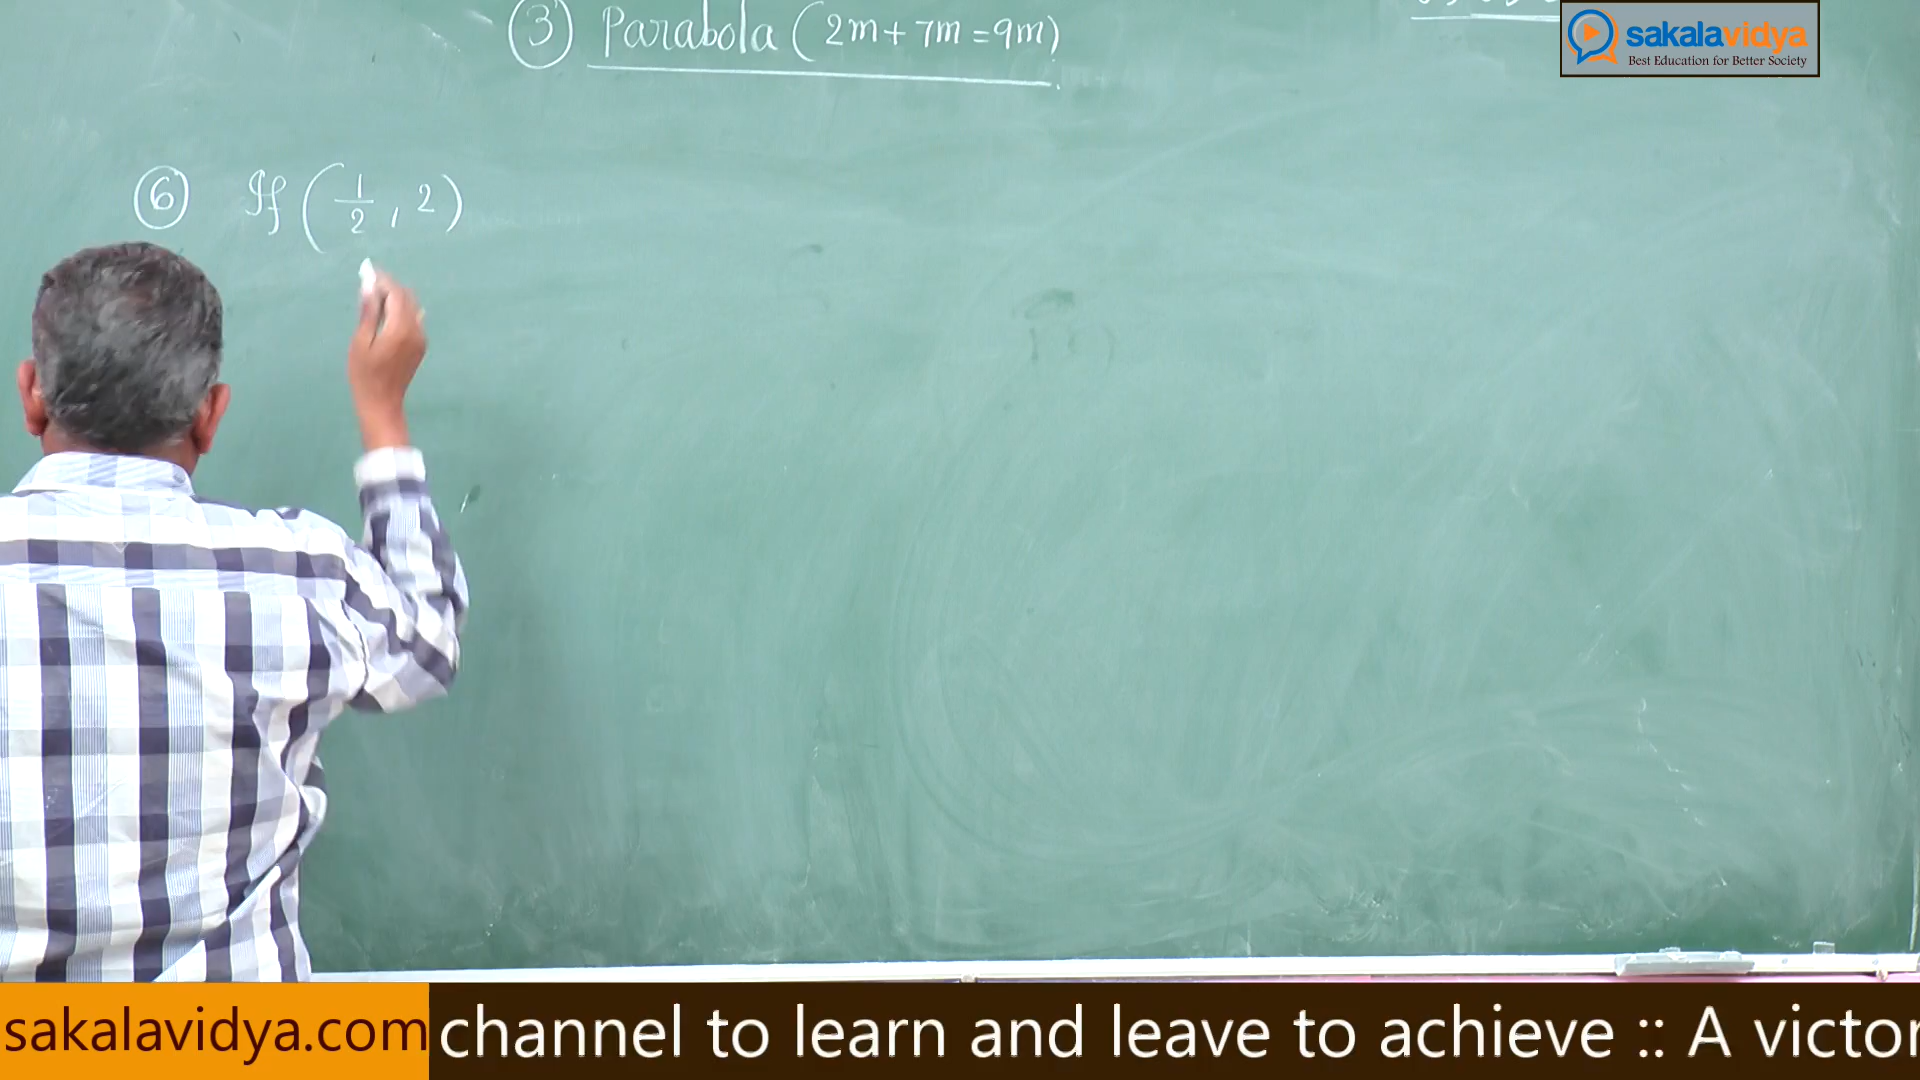 ③ Parabola (2m+7m=9m)
sakalavidya
Best Education for Better Society
⑥ If (1/2, 2)
sakalavidya.com channel to learn and leave to achieve :: A victor